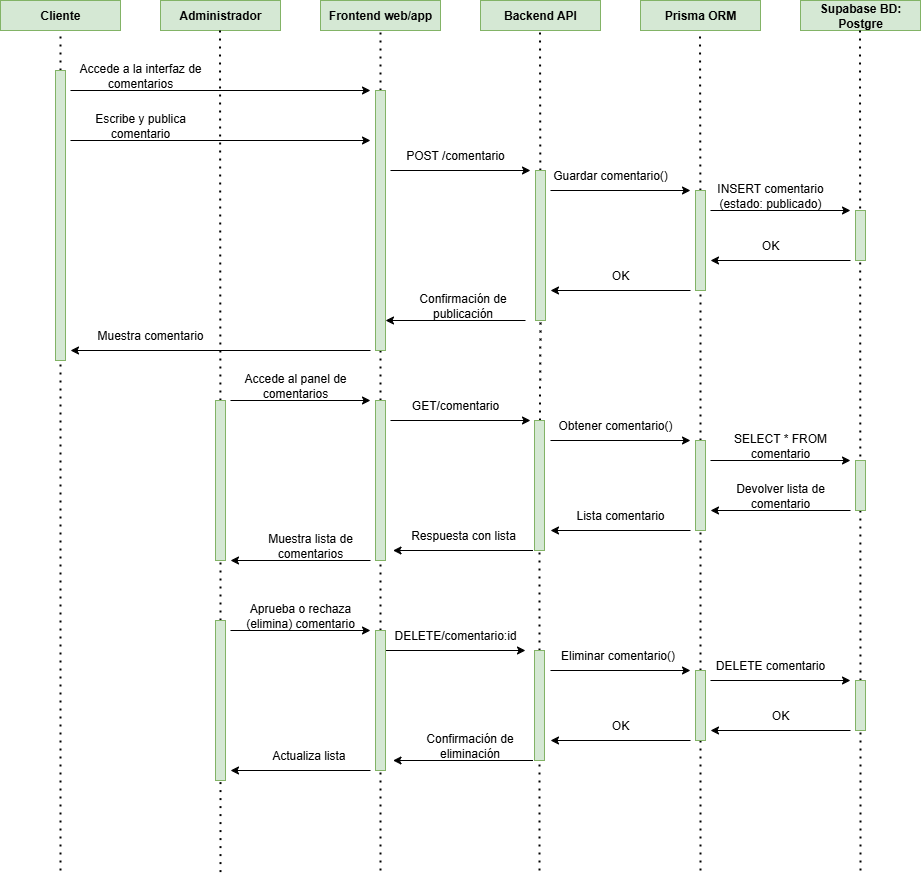 Cliente
Administrador
Frontend web/app
Backend API
Prisma ORM
Supabase BD:
Postgre
Accede a la interfaz de
comentarios
Escribe y publica
comentario
POST /comentario
Guardar comentario()
INSERT comentario
(estado: publicado)
OK
OK
Confirmación de
publicación
Muestra comentario
Accede al panel de
comentarios
GET/comentario
Obtener comentario()
SELECT * FROM
comentario
Devolver lista de
comentario
Lista comentario
Respuesta con lista
Muestra lista de
comentarios
Aprueba o rechaza
(elimina) comentario
DELETE/comentario:id
Eliminar comentario()
DELETE comentario
OK
OK
Confirmación de
eliminación
Actualiza lista